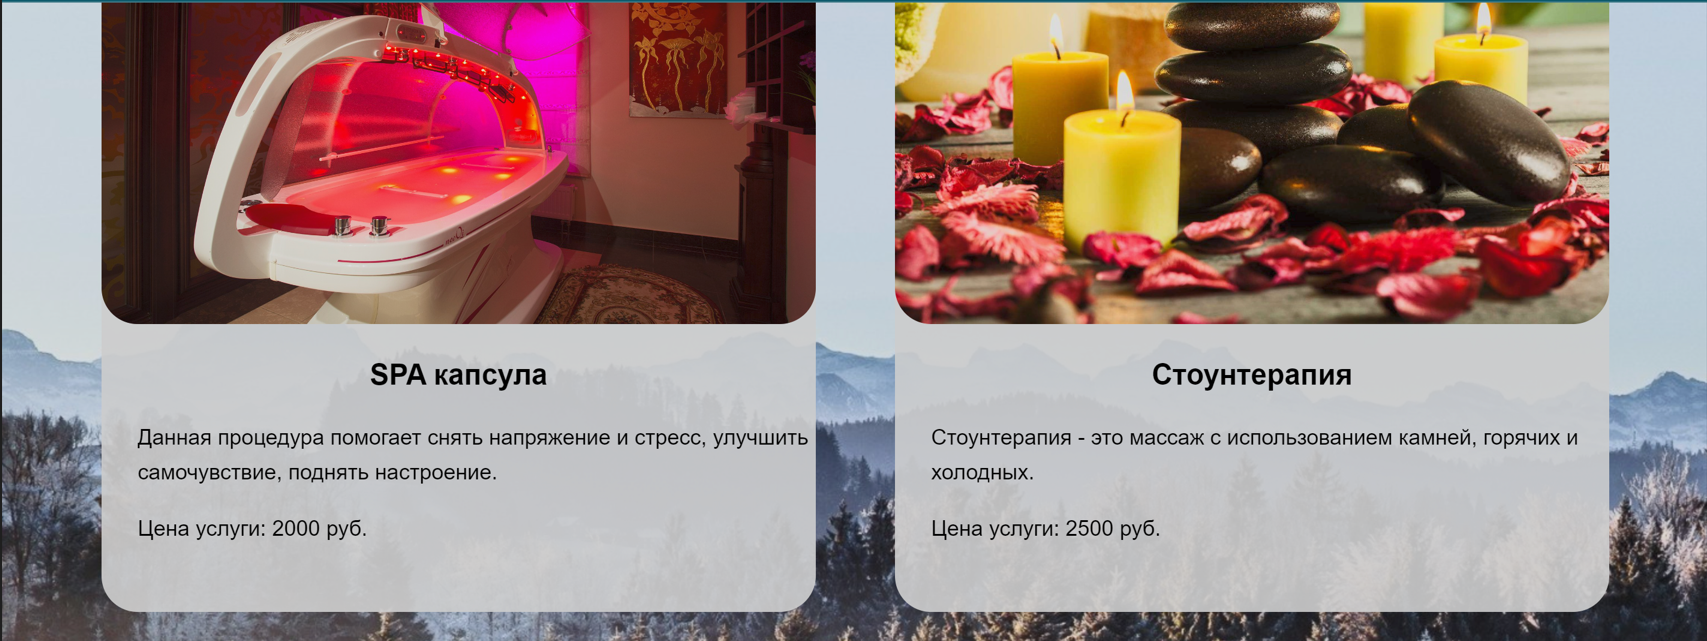 SPA капсула
Данная процедура помогает снять напряжение и стресс, улучшить
самочувствие, поднять настроение.
Цена услуги: 2000 руб.
Стоунтерапия
Стоунтерапия - это массаж с использованием камней, горячих и
холодных.
Цена услуги: 2500 руб.